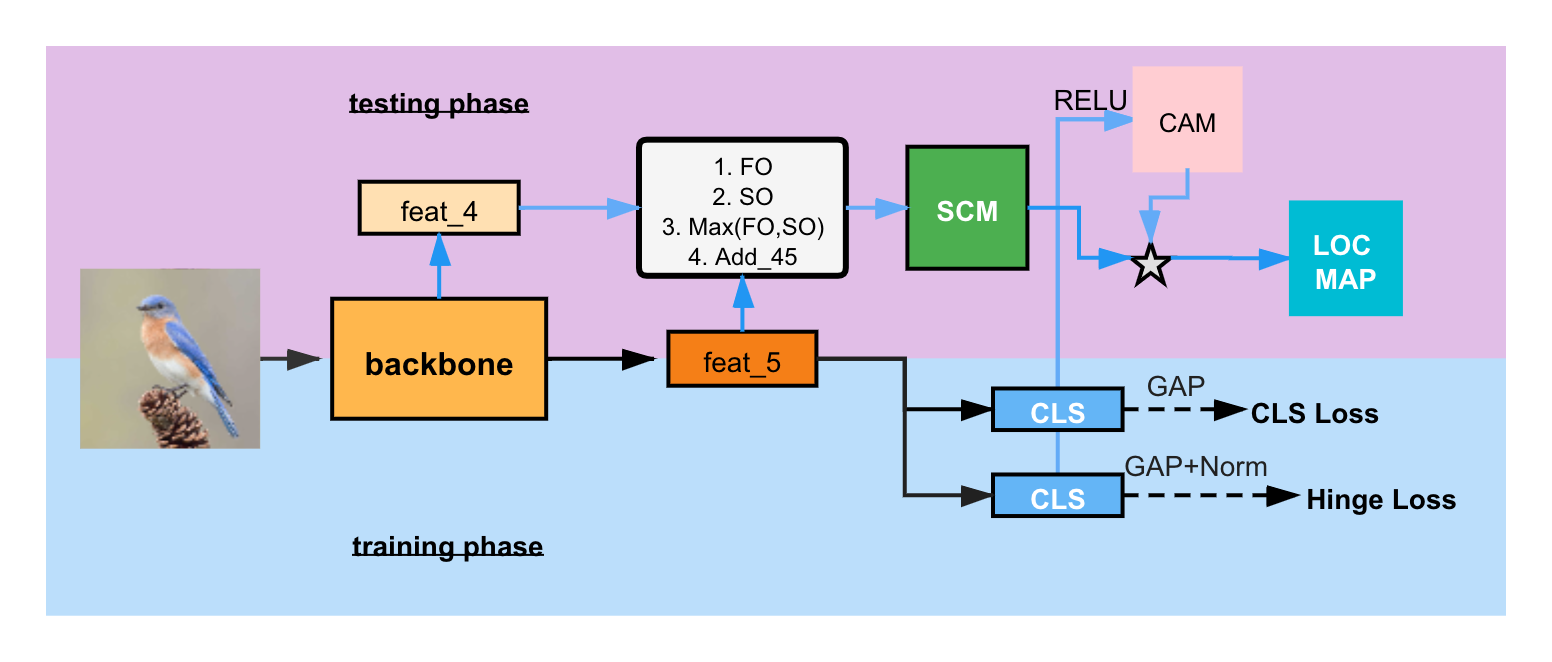 testing phase
RELU
CAM
1. FO
2. SO
3. Max(FO,SO)
4. Add_45
feat_4
SCM
LOC
MAP
backbone
feat_5
CLS
GAP
CLS Loss
CLS
GAP+Norm
Hinge Loss
training phase